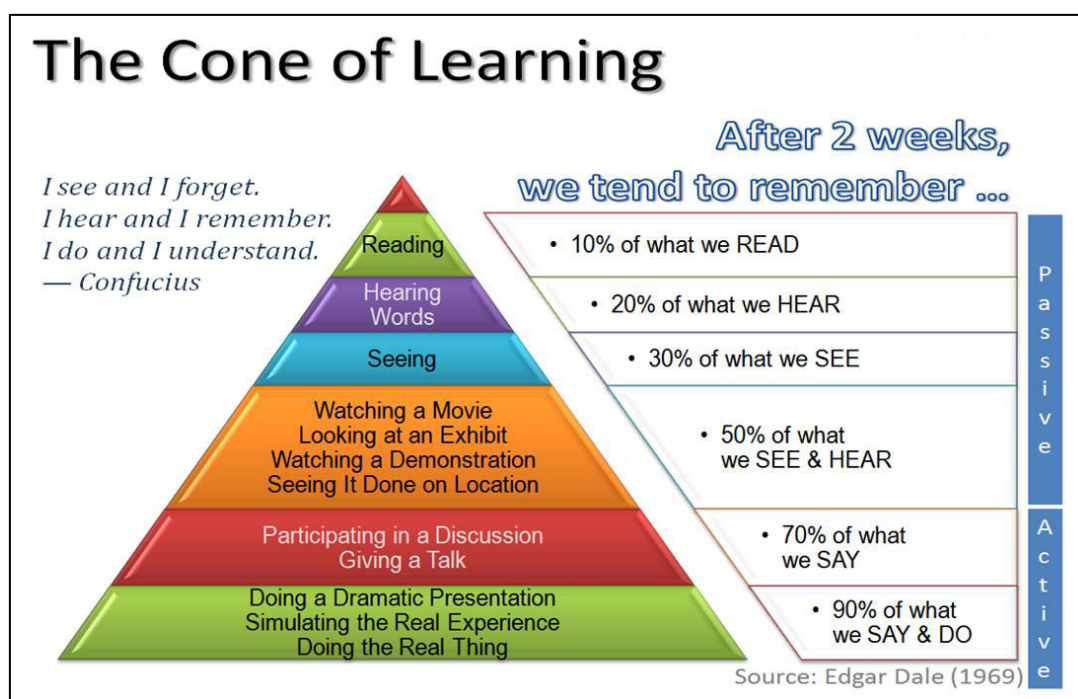 The Cone of Learning
After 2 weeks,
we tend to remember ...
I see and I forget.
I hear and I remember.
I do and I understand.
— Confucius
Reading
• 10% of what we READ
Hearing
Words
• 20% of what we HEAR
Seeing
• 30% of what we SEE
Watching a Movie
Looking at an Exhibit
Watching a Demonstration
Seeing It Done on Location
• 50% of what
we SEE & HEAR
Passive
Participating in a Discussion
Giving a Talk
• 70% of what
we SAY
Doing a Dramatic Presentation
Simulating the Real Experience
Doing the Real Thing
• 90% of what
we SAY & DO
Active
Source: Edgar Dale (1969)